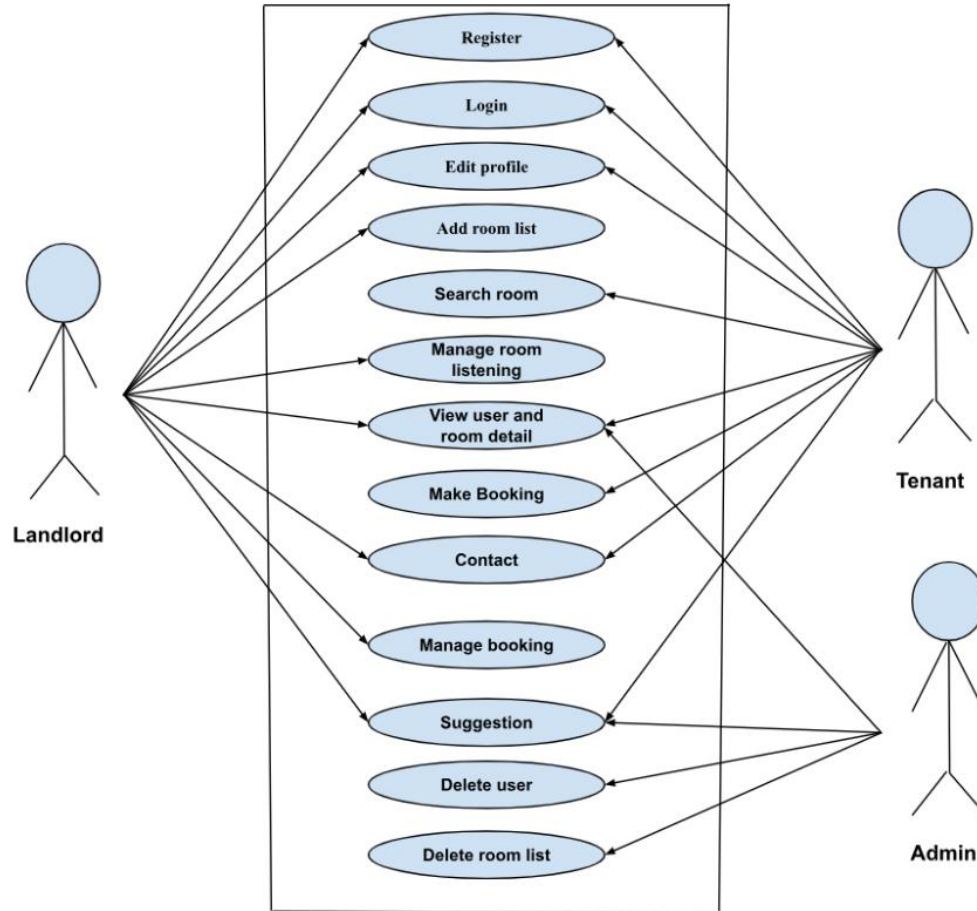 Register
Login
Edit profile
Add room list
Search room
Manage room
listening
View user and
room detail
Make Booking
Contact
Manage booking
Suggestion
Delete user
Delete room list
Landlord
Tenant
Admin